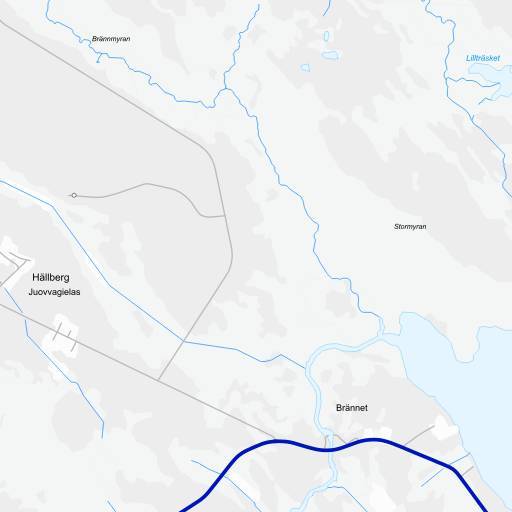 Brännmyran
Lillträsket
Stormyran
Hällberg
Juovvagielas
Brännet